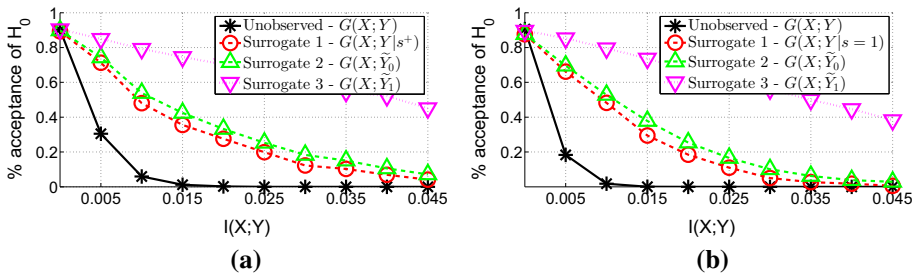 % acceptance of H0
1
0.8
0.6
0.4
0.2
0
0.005
0.015
0.025
0.035
0.045
I(X;Y)
Unobserved - G(X; Y)
Surrogate 1 - G(X; Y|s+)
Surrogate 2 - G(X; Ỹ0)
Surrogate 3 - G(X; Ỹ1)
(a)
% acceptance of H0
1
0.8
0.6
0.4
0.2
0.005
0.015
0.025
0.035
0.045
I(X;Y)
Unobserved - G(X; Y)
Surrogate 1 - G(X; Y|s = 1)
Surrogate 2 - G(X; Ỹ0)
Surrogate 3 - G(X; Ỹ1)
(b)